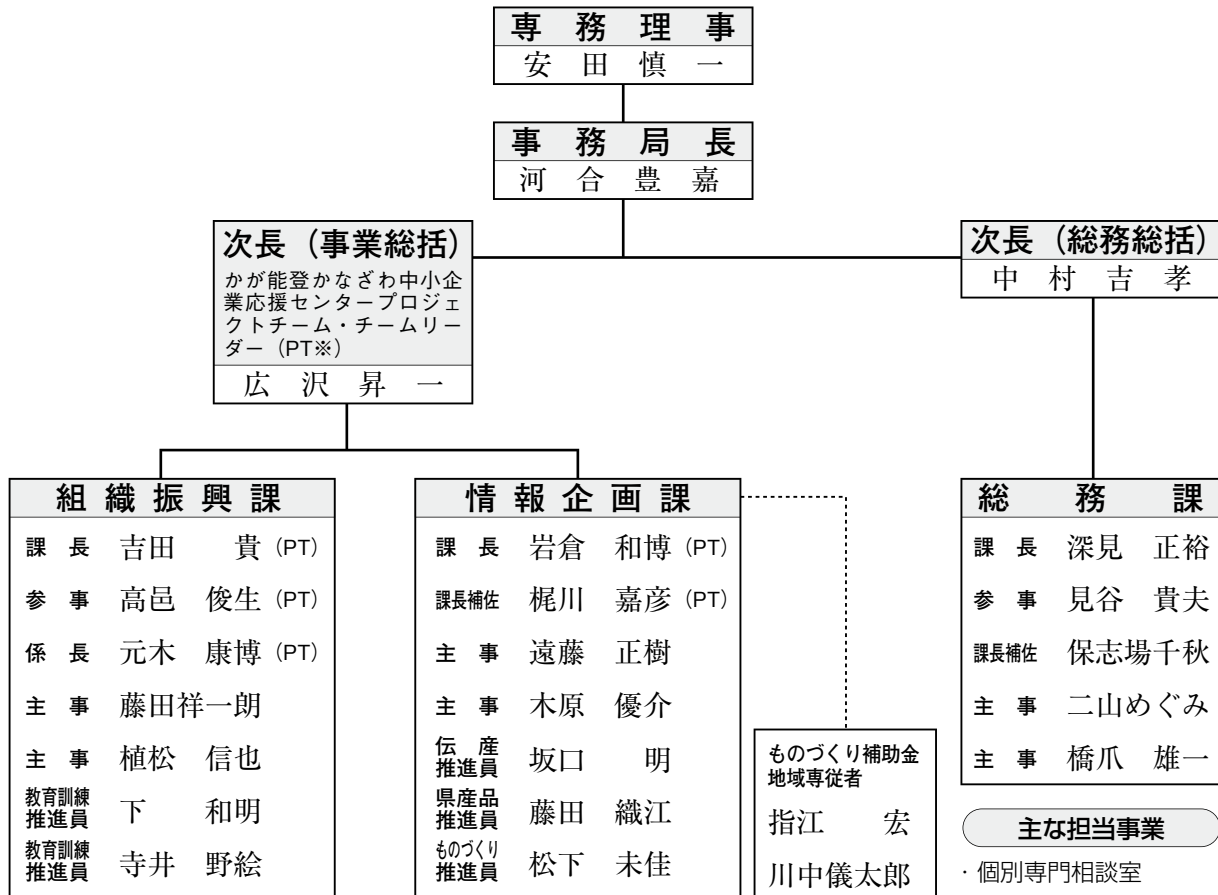 専務理事
安田慎一
事務局長
河合豊嘉
次長（事業総括）
かが能登かなざわ中小企
業応援センタープロジェ
クトチーム・チームリー
ダー（PT※）
広沢昇一
次長（総務総括）
中村吉孝
組織振興課
課長 吉田 貴 (PT)
参事 高邑 俊生 (PT)
係長 元木 康博 (PT)
主事 藤田祥一朗
主事 植松 信也
教育訓練
推進員 下 和明
教育訓練
推進員 寺井 野絵
情報企画課
課長 岩倉 和博 (PT)
課長補佐 梶川 嘉彦 (PT)
主事 遠藤 正樹
主事 木原 優介
伝産
推進員 坂口 明
県産品
推進員 藤田 織江
ものづくり
推進員 松下 未佳
ものづくり補助金
地域専従者
指江 宏
川中儀太郎
総務課
課長 深見 正裕
参事 見谷 貴夫
課長補佐 保志場千秋
主事 二山めぐみ
主事 橋爪 雄一
主な担当事業
・個別専門相談室